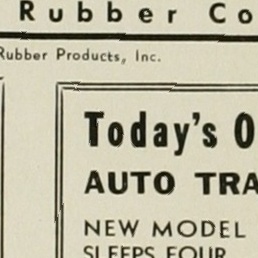 Rubber Co
Rubber Products, Inc.
Today's O
AUTO TRA
NEW MODEL
SLEEPS FOUR